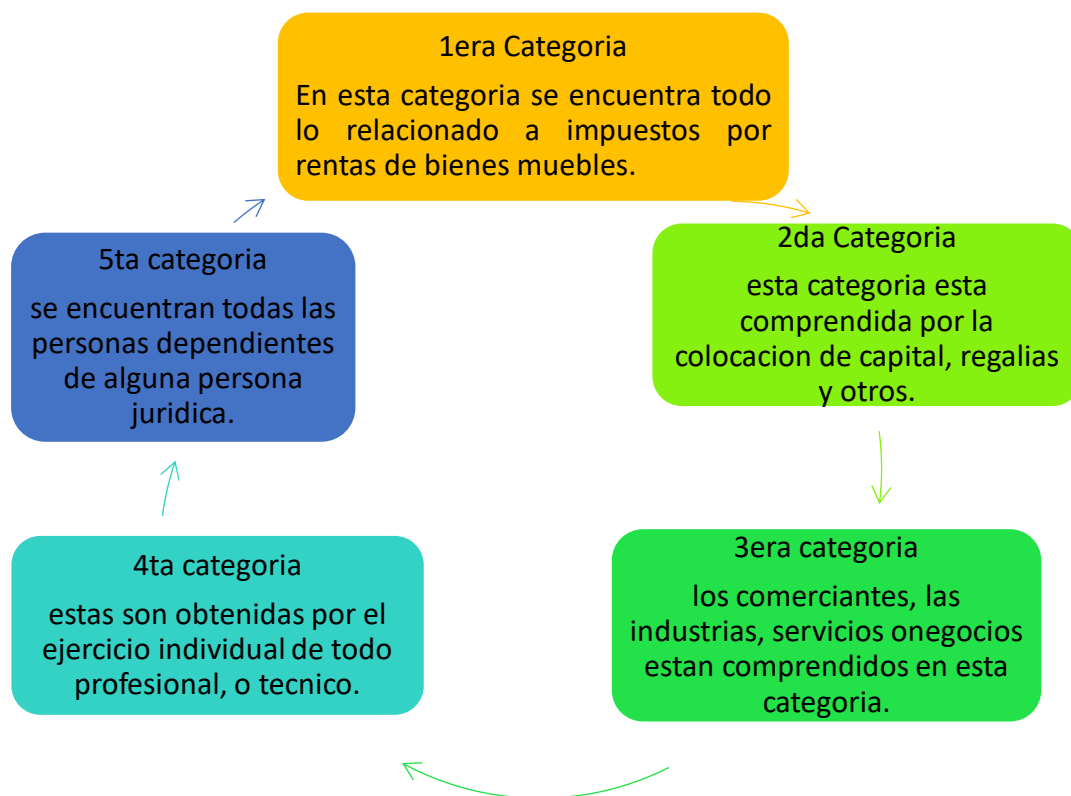 1era Categoria
En esta categoria se encuentra todo
lo relacionado a impuestos por
rentas de bienes muebles.
2da Categoria
esta categoria esta
comprendida por la
colocacion de capital, regalias
y otros.
3era categoria
los comerciantes, las
industrias, servicios onegocios
estan comprendidos en esta
categoria.
4ta categoria
estas son obtenidas por el
ejercicio individual de todo
profesional, o tecnico.
5ta categoria
se encuentran todas las
personas dependientes
de alguna persona
juridica.